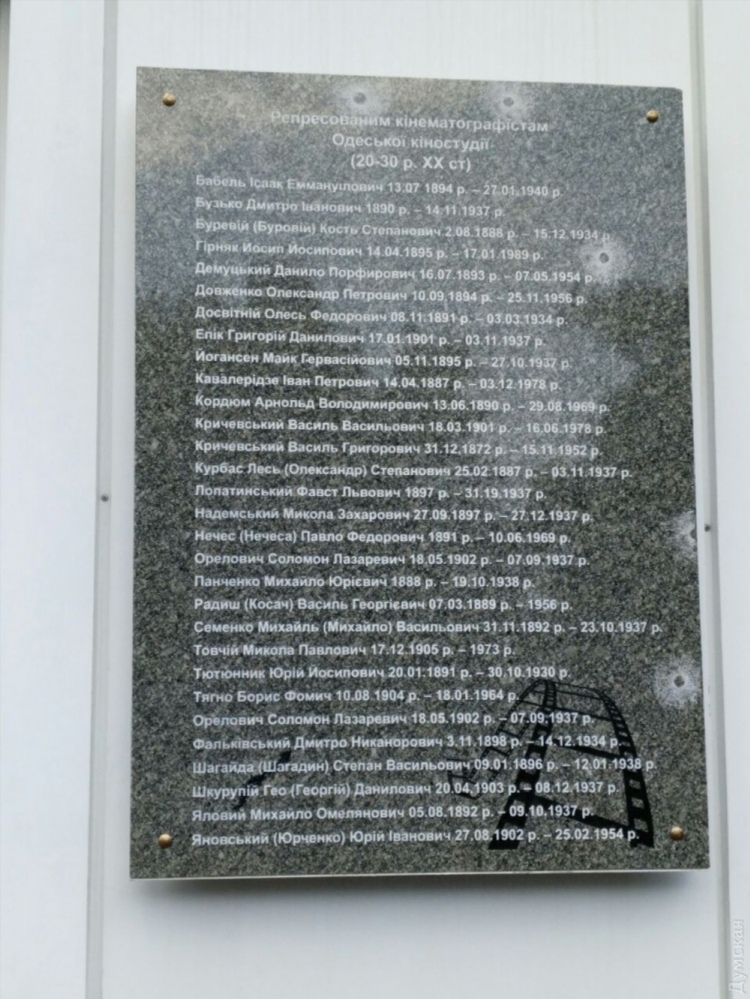 Репресованим кінематографістам
Одеської кіностудії
(20-30 р. ХХ ст)
Бабель Ісаак Еммануїлович 13.07 1894 р. – 27.01.1940 р.
Бузько Дмитро Іванович 1890 р. – 14.11.1937 р.
Буревій (Буровій) Кость Степанович 2.08.1888 р. – 15.12.1934 р.
Гірняк Йосип Йосипович 14.04.1895 р. – 17.01.1989 р.
Демуцький Данило Порфирович 16.07.1893 р. – 07.05.1954 р.
Довженко Олександр Петрович 10.09.1894 р. – 25.11.1956 р.
Досвітній Олесь Федорович 08.11.1891 р. – 03.03.1934 р.
Епік Григорій Данилович 17.01.1901 р. – 03.11.1937 р.
Йогансен Майк Гервасійович 05.11.1895 р. – 27.10.1937 р.
Кавалерідзе Іван Петрович 14.04.1887 р. – 03.12.1978 р.
Кордюм Арнольд Володимирович 13.06.1890 р. – 29.08.1969 р.
Кричевський Василь Васильович 18.03.1901 р. – 16.06.1978 р.
Кричевський Василь Григорович 31.12.1872 р. – 15.11.1952 р.
Курбас Лесь (Олександр) Степанович 25.02.1887 р. – 03.11.1937 р.
Лопатинський Фавст Львович 1897 р. – 31.19.1937 р.
Надемський Микола Захарович 27.09.1897 р. – 27.12.1937 р.
Нечес (Нечеса) Павло Федорович 1891 р. – 10.06.1969 р.
Орелович Соломон Лазаревич 18.05.1902 р. – 07.09.1937 р.
Панченко Михайло Юрієвич 1888 р. – 19.10.1938 р.
Радиш (Косач) Василь Георгієвич 07.03.1889 р. – 1956 р.
Семенко Михайль (Михайло) Васильович 31.11.1892 р. – 23.10.1937 р.
Товчій Микола Павлович 17.12.1905 р. – 1973 р.
Тютюнник Юрій Йосипович 20.01.1891 р. – 30.10.1930 р.
Тягно Борис Фомич 10.08.1904 р. – 18.01.1964 р.
Орелович Соломон Лазаревич 18.05.1902 р. – 07.09.1937 р.
Фальківський Дмитро Никанорович 3.11.1898 р. – 14.12.1934 р.
Шагайда (Шагадин) Степан Васильович 09.01.1896 р. – 12.01.1938 р.
Шкурупій Гео (Георгій) Данилович 20.04.1903 р. – 08.12.1937 р.
Яловий Михайло Омелянович 05.08.1892 р. – 09.10.1937 р.
Яновський (Юрченко) Юрій Іванович 27.08.1902 р. – 25.02.1954 р.
Думская